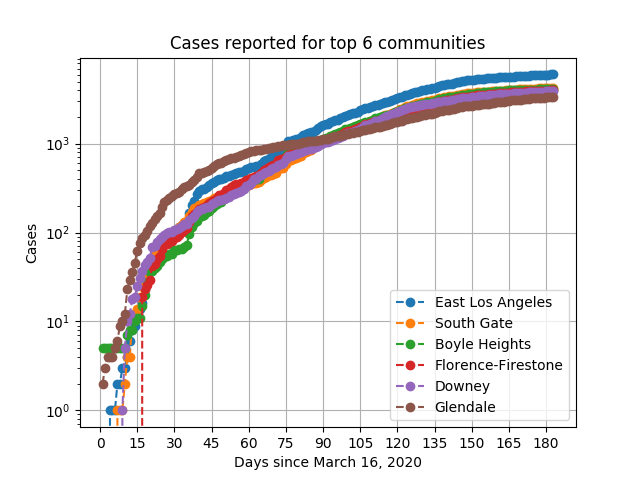 Cases reported for top 6 communities
Cases
10³
10²
10¹
10⁰
East Los Angeles
South Gate
Boyle Heights
Florence-Firestone
Downey
Glendale
0 15 30 45 60 75 90 105 120 135 150 165 180
Days since March 16, 2020